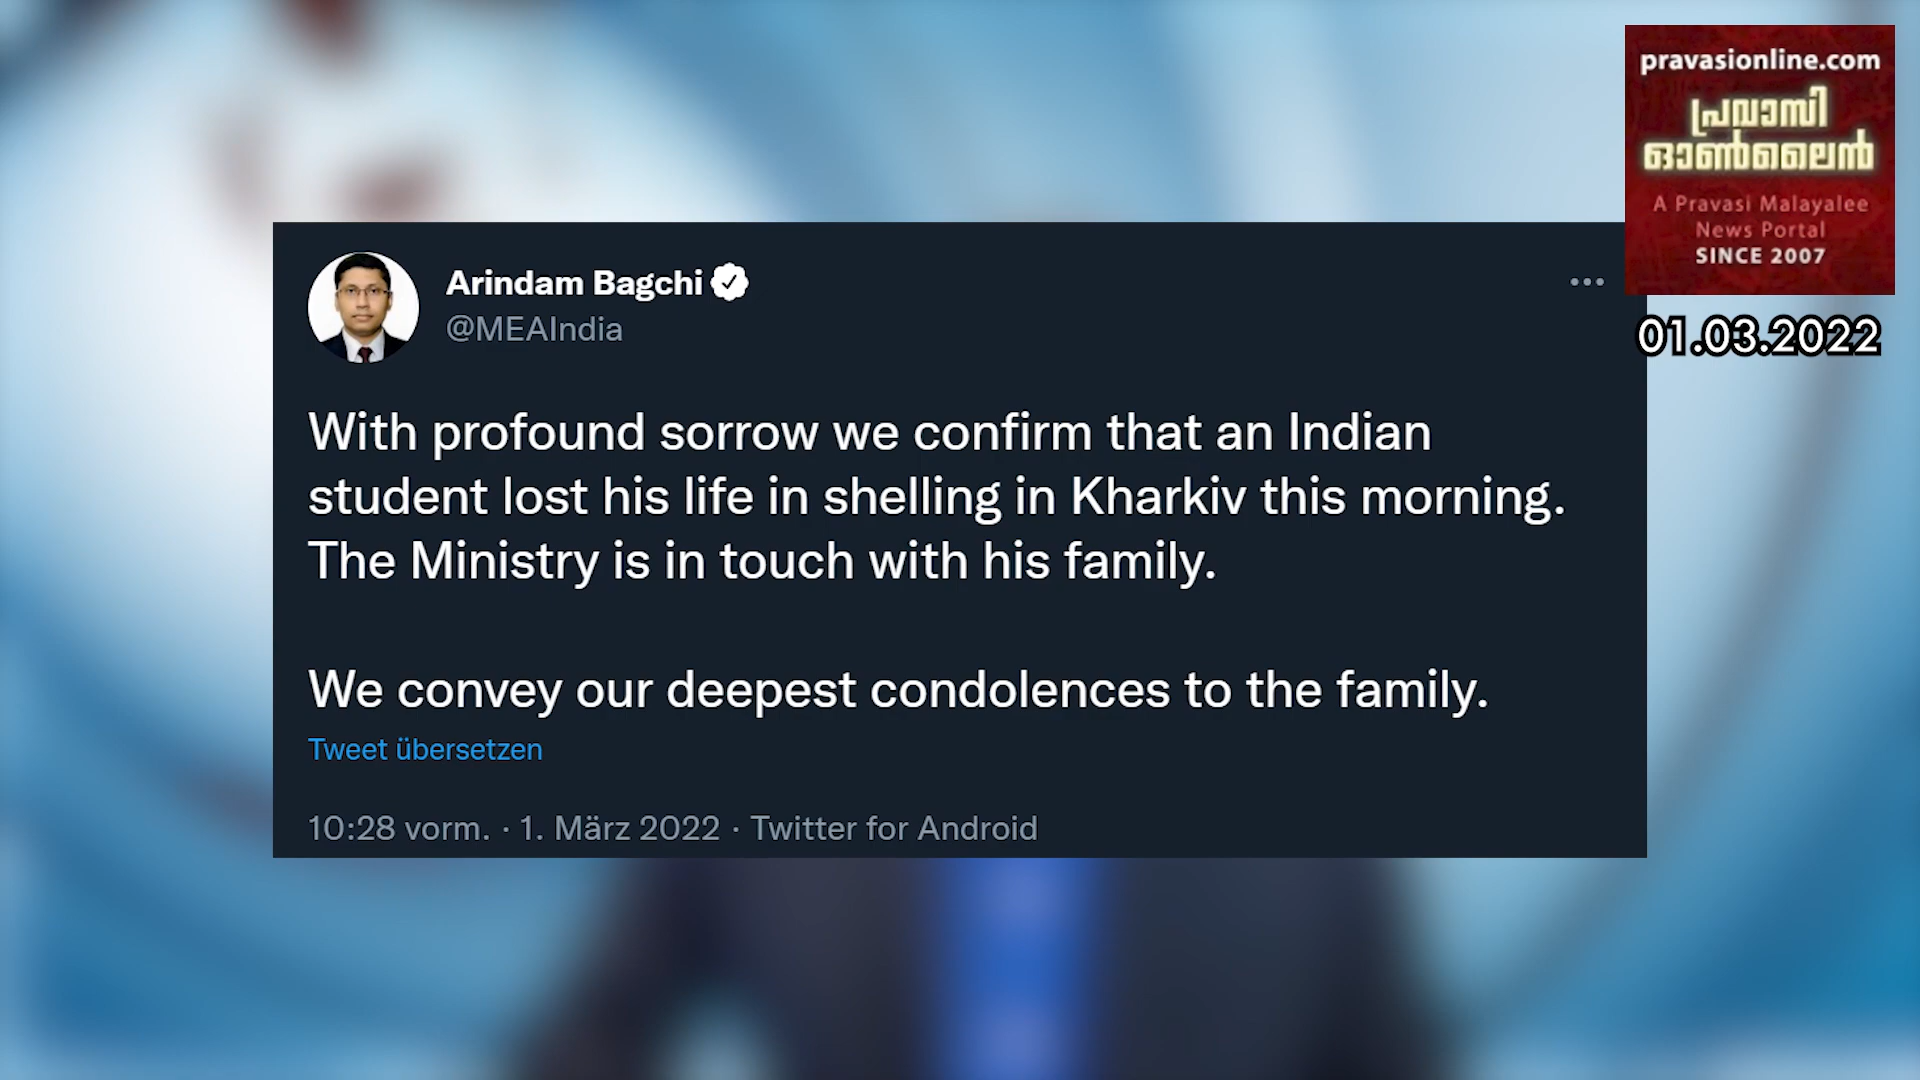 pravasionline.com
പ്രവാസി
ഓൺലൈൻ
A Pravasi Malayalee
News Portal
SINCE 2007
01.03.2022
Arindam Bagchi
@MEAIndia
With profound sorrow we confirm that an Indian
student lost his life in shelling in Kharkiv this morning.
The Ministry is in touch with his family.
We convey our deepest condolences to the family.
Tweet übersetzen
10:28 vorm. · 1. März 2022 · Twitter for Android